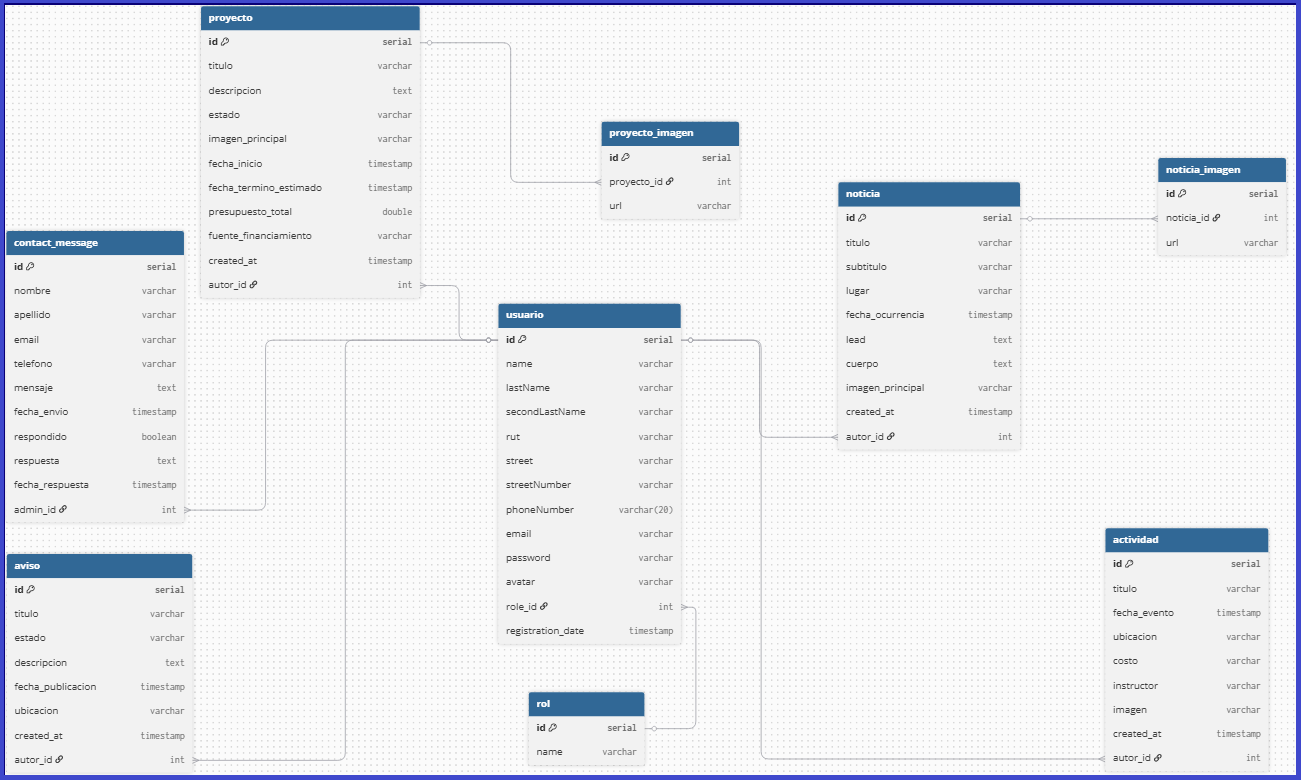 proyecto
id serial
titulo varchar
descripcion text
estado varchar
imagen_principal varchar
fecha_inicio timestamp
fecha_termino_estimado timestamp
presupuesto_total double
fuente_financiamiento varchar
created_at timestamp
autor_id int
proyecto_imagen
id serial
proyecto_id int
url varchar
noticia_imagen
id serial
noticia_id int
url varchar
noticia
id serial
titulo varchar
subtitulo varchar
lugar varchar
fecha_ocurrencia timestamp
lead text
cuerpo text
imagen_principal varchar
created_at timestamp
autor_id int
contact_message
id serial
nombre varchar
apellido varchar
email varchar
telefono varchar
mensaje text
fecha_envio timestamp
respondido boolean
respuesta text
fecha_respuesta timestamp
admin_id int
usuario
id serial
name varchar
lastName varchar
secondLastName varchar
rut varchar
street varchar
streetNumber varchar
phoneNumber varchar(20)
email varchar
password varchar
avatar varchar
role_id int
registration_date timestamp
aviso
id serial
titulo varchar
estado varchar
descripcion text
fecha_publicacion timestamp
ubicacion varchar
created_at timestamp
autor_id int
rol
id serial
name varchar
actividad
id serial
titulo varchar
fecha_evento timestamp
ubicacion varchar
costo varchar
instructor varchar
imagen varchar
created_at timestamp
autor_id int